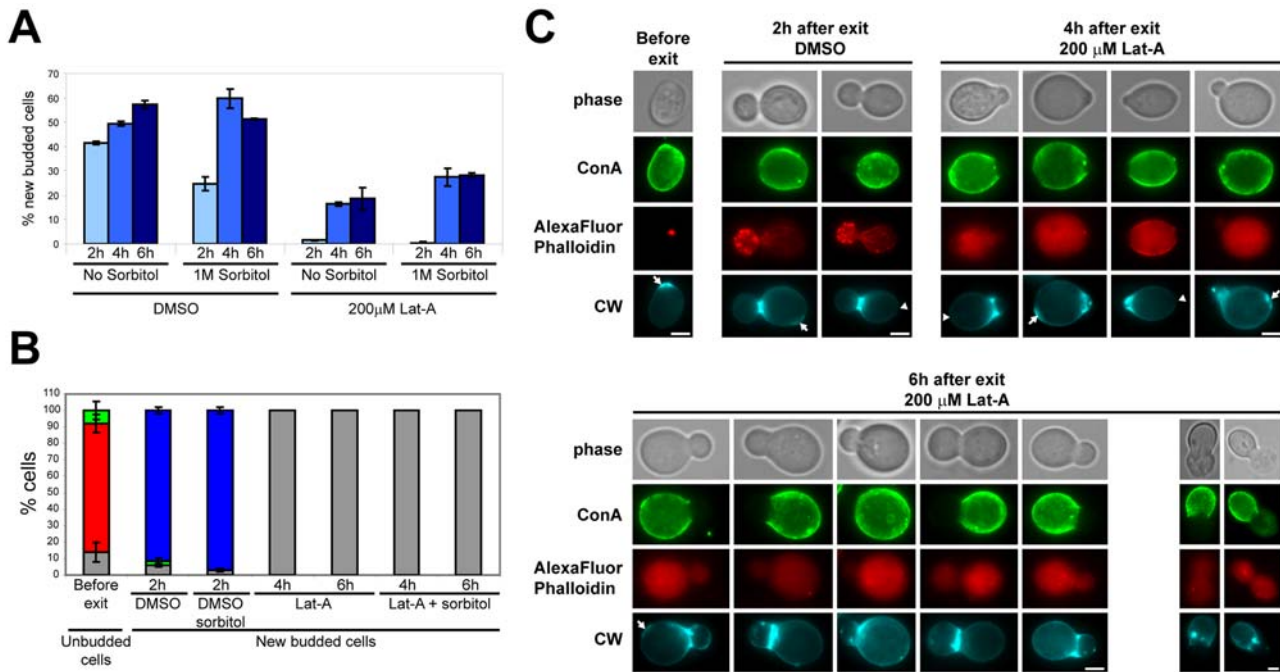 A
% new budded cells
70
60
50
40
30
20
10
0
2h 4h 6h 2h 4h 6h 2h 4h 6h 2h 4h 6h
No Sorbitol 1M Sorbitol No Sorbitol 1M Sorbitol
DMSO 200μM Lat-A
B
% cells
110
100
90
80
70
60
50
40
30
20
10
0
Before exit 2h 2h 4h 6h 4h 6h
DMSO DMSO sorbitol Lat-A Lat-A + sorbitol
Unbudded cells New budded cells
C
Before exit
2h after exit
DMSO
4h after exit
200 μM Lat-A
phase
ConA
AlexaFluor
Phalloidin
CW
6h after exit
200 μM Lat-A
phase
ConA
AlexaFluor
Phalloidin
CW